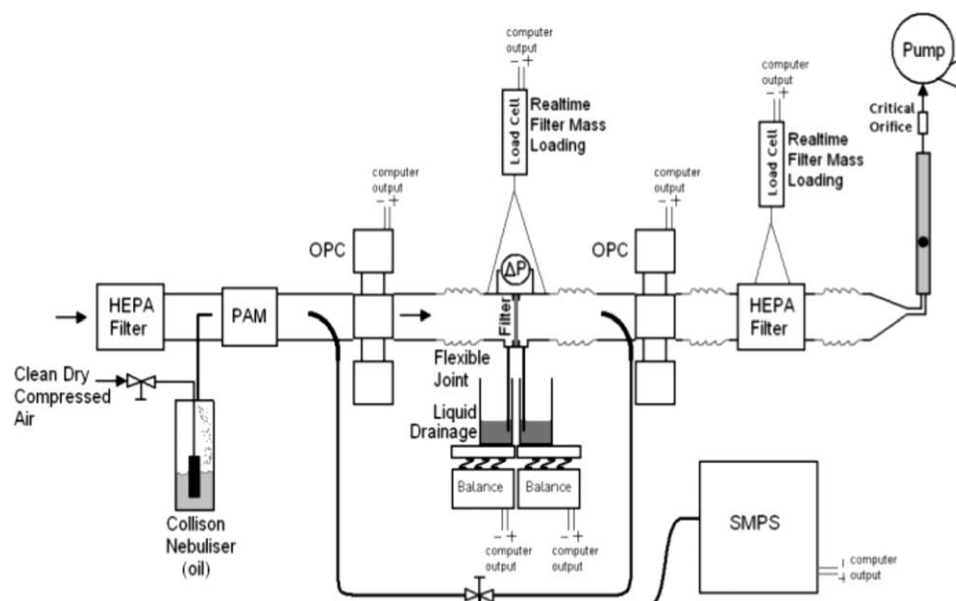 computer
output
- +
Load Cell
Realtime
Filter Mass
Loading
Pump
Critical
Orifice
computer
output
- +
Load Cell
Realtime
Filter Mass
Loading
computer
output
- +
OPC
computer
output
- +
OPC
ΔP
HEPA
Filter
PAM
Filter
HEPA
Filter
Flexible
Joint
Clean Dry
Compressed
Air
Liquid
Drainage
Balance
Balance
- +
computer
output
- +
computer
output
Collison
Nebuliser
(oil)
SMPS
- +
computer
output